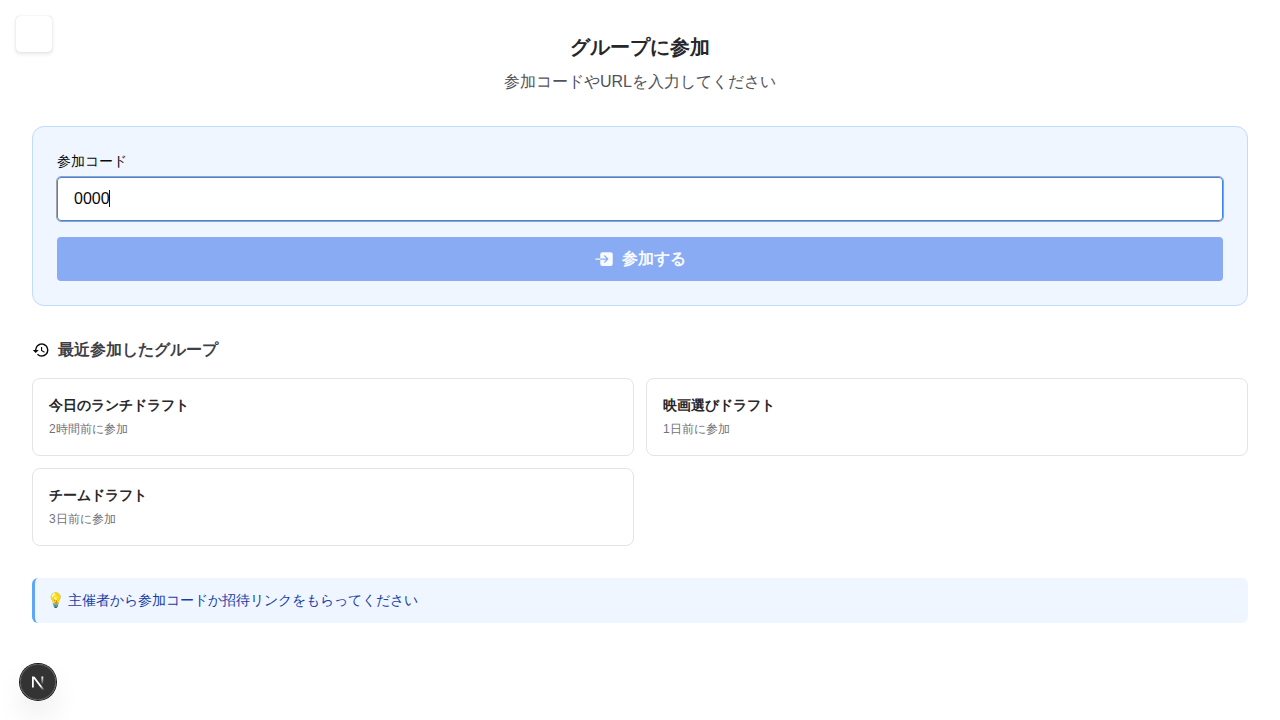 グループに参加
参加コードやURLを入力してください
参加コード
0000
参加する
最近参加したグループ
今日のランチドラフト
2時間前に参加
映画選びドラフト
1日前に参加
チームドラフト
3日前に参加
💡 主催者から参加コードか招待リンクをもらってください
N